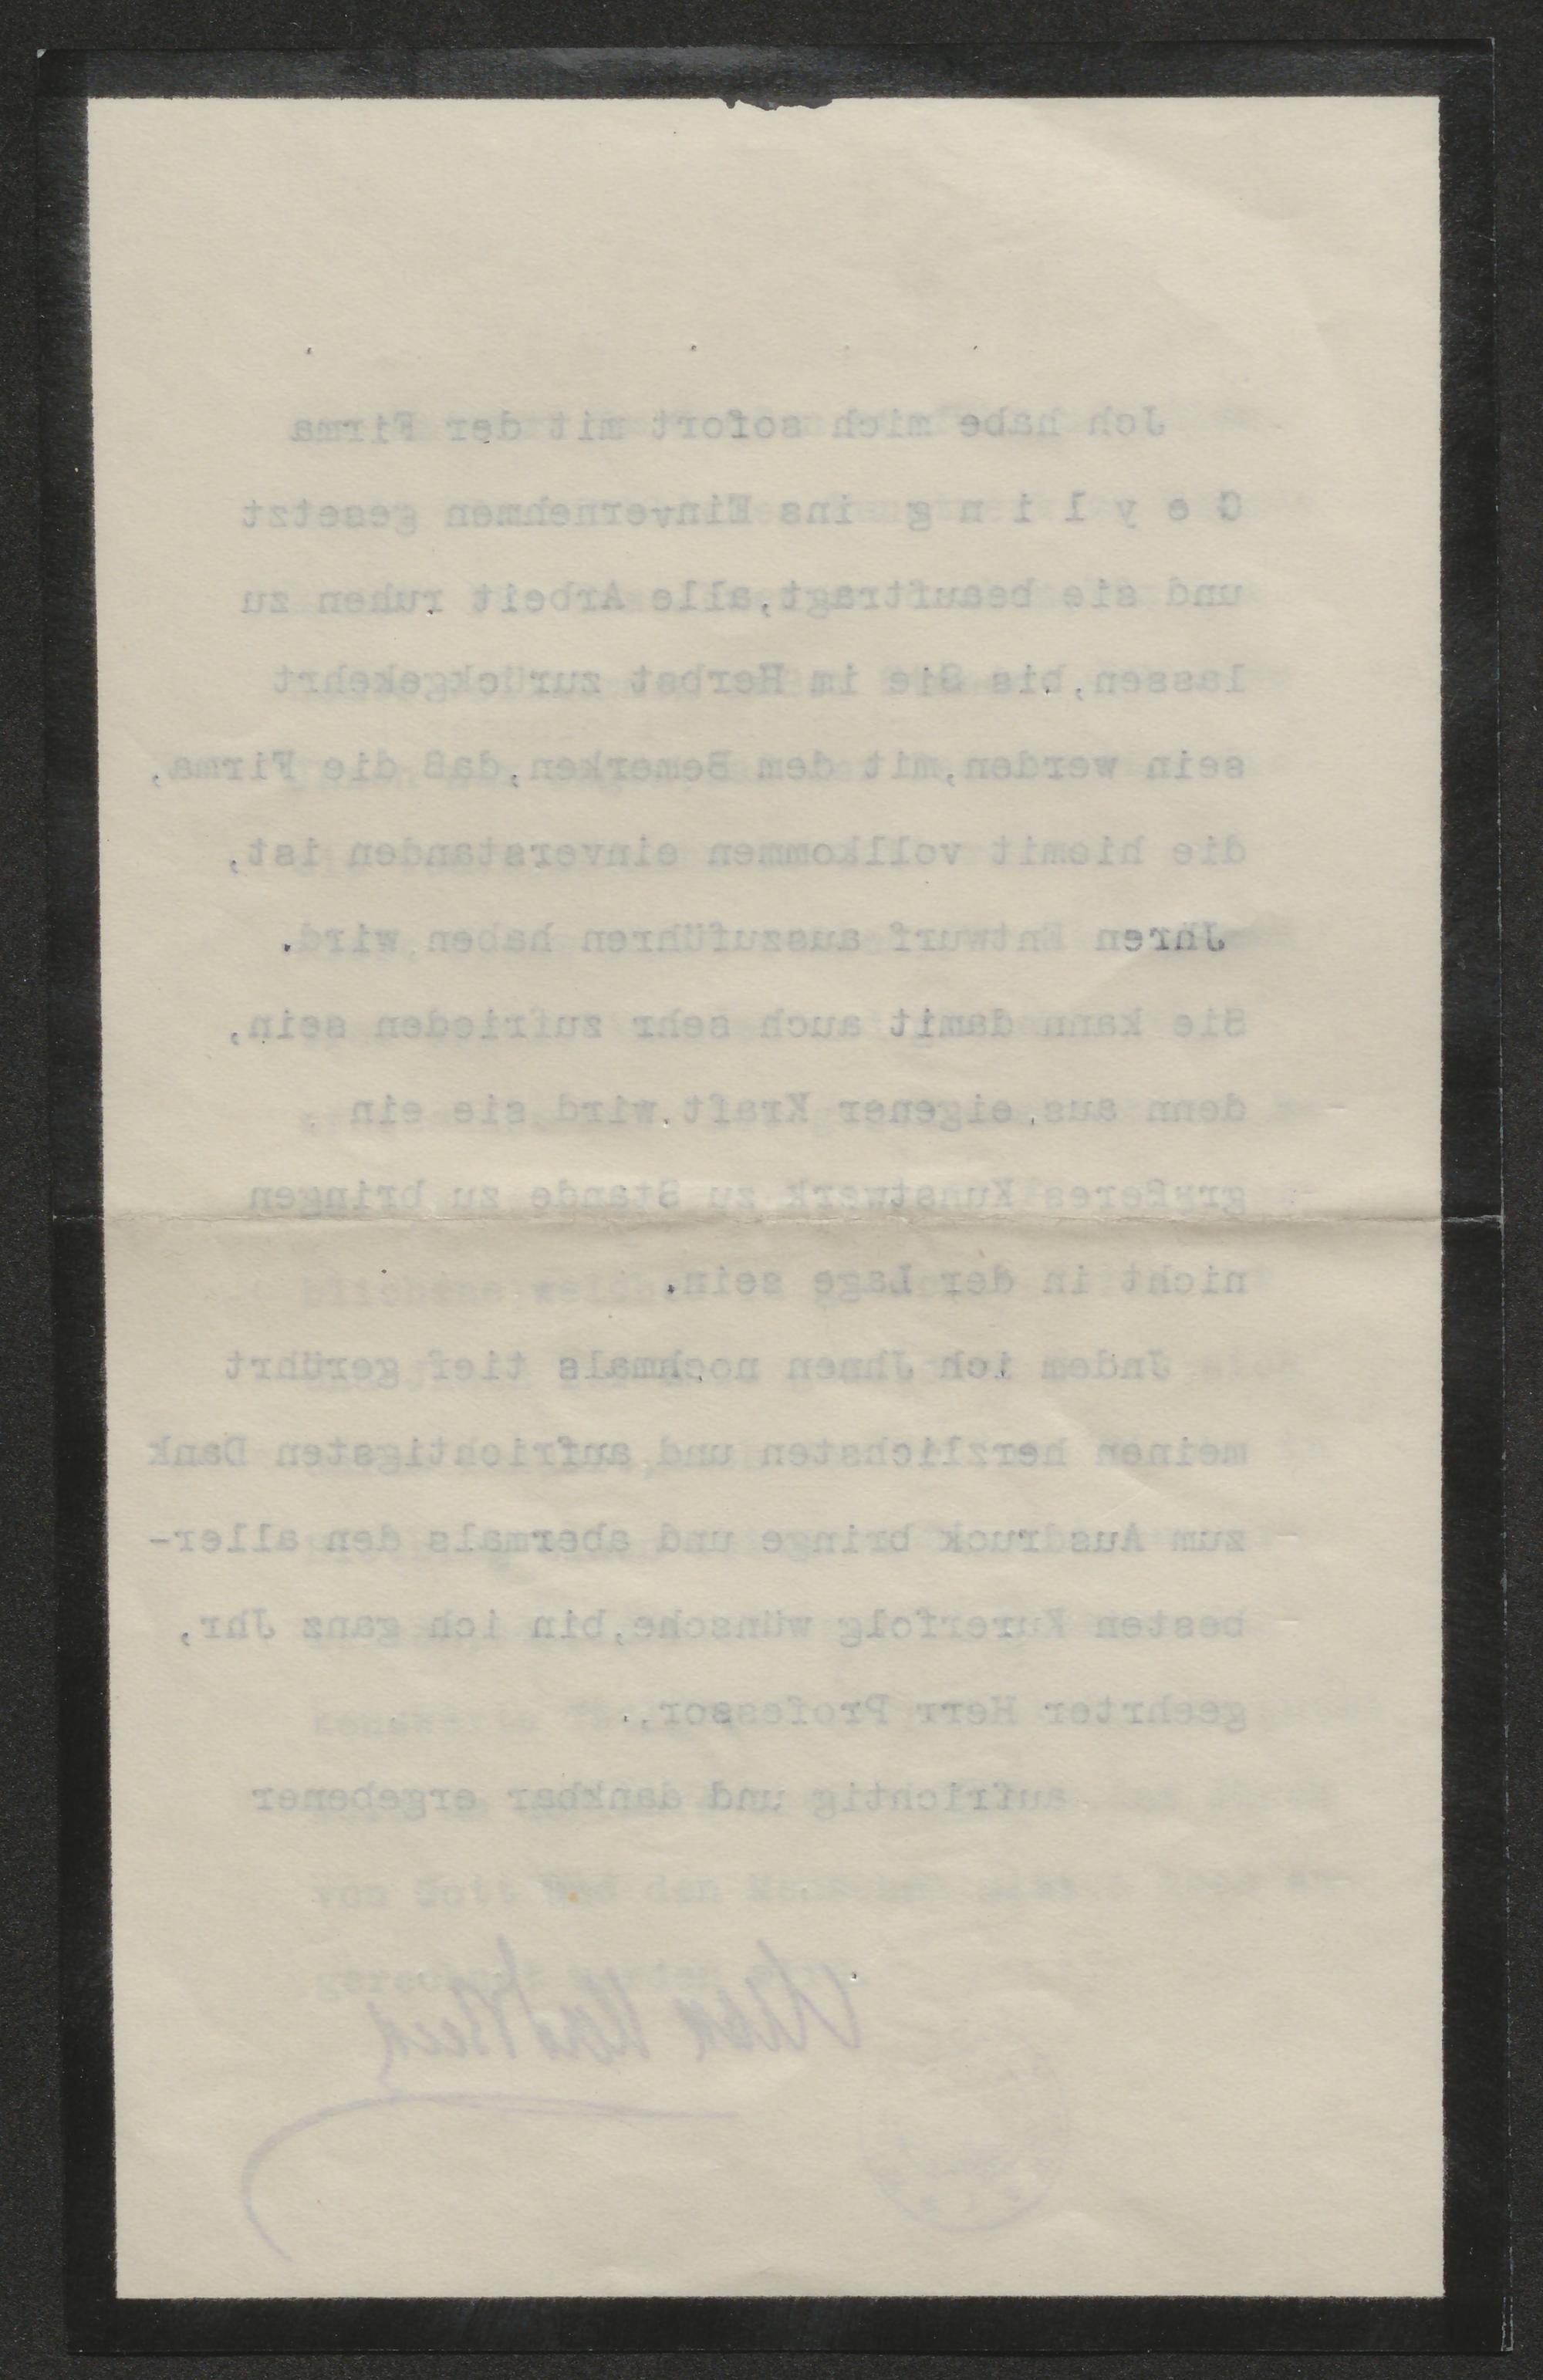 Jch habe mich sofort mit der Firma
G e y l i n g ins Einvernehmen gesetzt
und sie beauftragt,alle Arbeit ruhen zu
lassen,bis Sie im Herbst zurückgekehrt
sein werden,mit dem Bemerken,daß die Firma,
die hiemit vollkommen einverstanden ist,
Jhren Entwurf auszuführen haben wird.
Sie kann damit auch sehr zufrieden sein,
denn aus eigener Kraft wird sie ein
größeres Kunstwerk zu Stande zu bringen
nicht in der Lage sein.
Jndem ich Jhnen nochmals tief gerührt
meinen herzlichsten und aufrichtigsten Dank
zum Ausdruck bringe und abermals den aller-
besten Kurerfolg wünsche,bin ich ganz Jhr,
geehrter Herr Professor,
aufrichtig und dankbar ergebener
von Gott und den